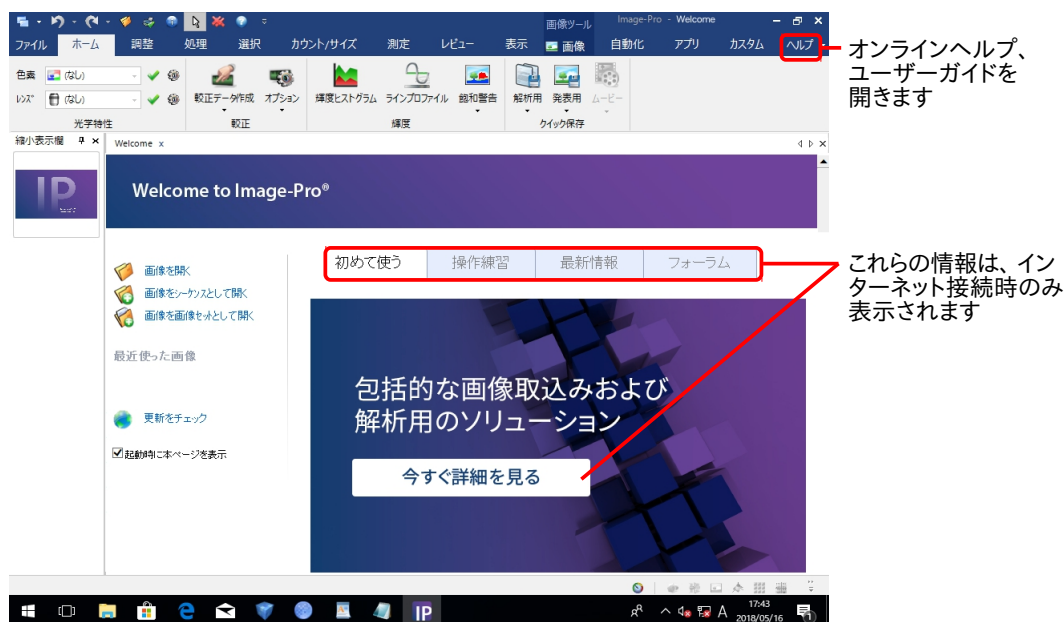 画像ツール
Image-Pro - Welcome
ファイル ホーム 調整 処理 選択 カウント/サイズ 測定 レビュー 表示 画像 自動化 アプリ カスタム ヘルプ
色素 (なし)
レンズ (なし)
較正データ作成 オプション 輝度ヒストグラム ラインプロファイル 飽和警告 解析用 発表用 ムービー
光学特性 較正 輝度 クイック保存
縮小表示欄
Welcome x
IP
Welcome to Image-Pro®
画像を開く
画像をシーケンスとして開く
画像を画像セットとして開く
最近使った画像
更新をチェック
起動時に本ページを表示
初めて使う 操作練習 最新情報 フォーラム
包括的な画像取込みおよび
解析用のソリューション
今すぐ詳細を見る
オンラインヘルプ、
ユーザーガイドを
開きます
これらの情報は、イン
ターネット接続時のみ
表示されます
IP
A
17:43
2018/05/16